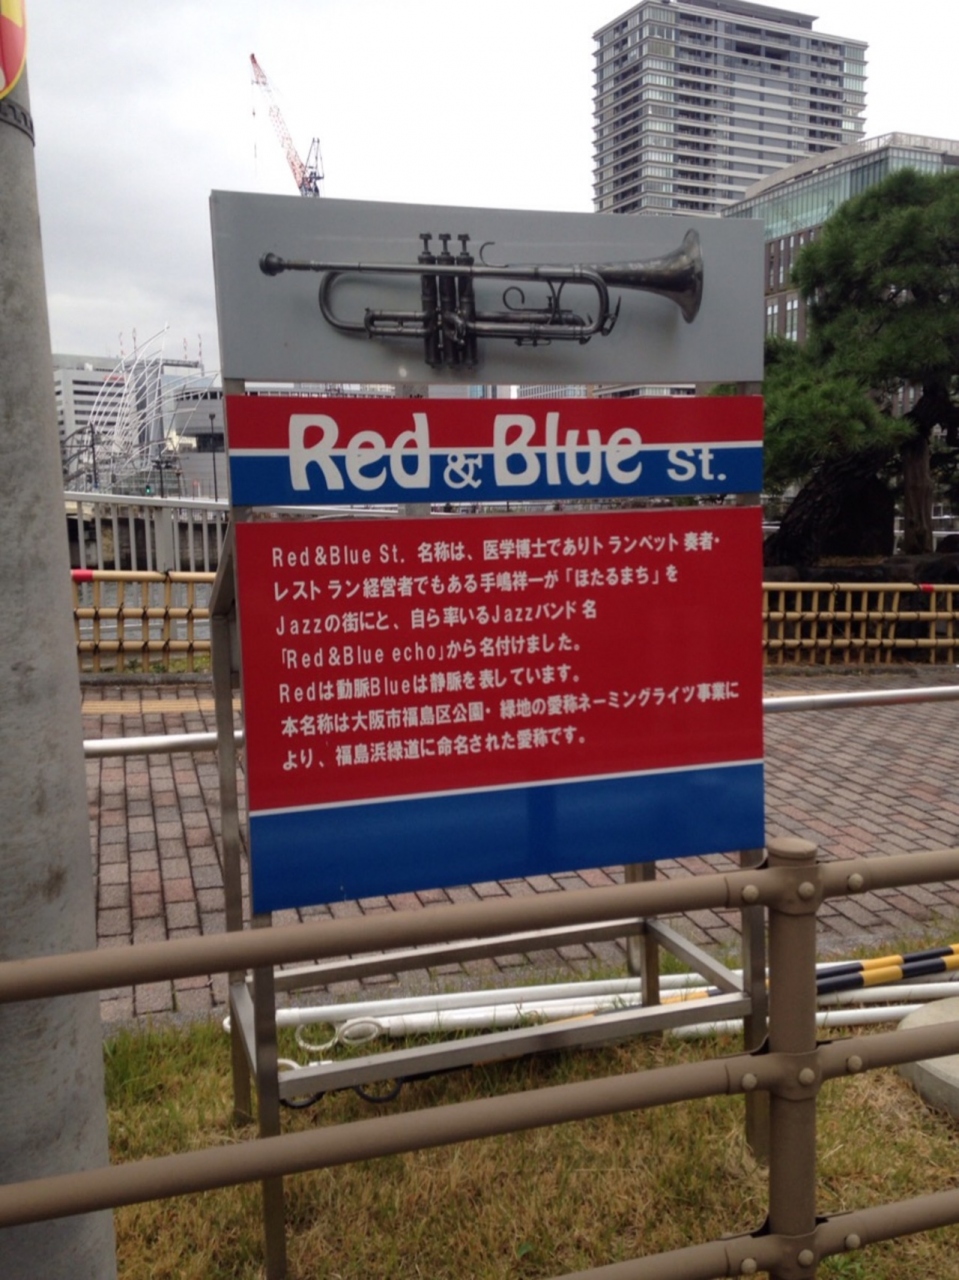 Red & Blue St.
Red&Blue St. 名称は、医学博士でありトランペット奏者・
レストラン経営者でもある手嶋祥一が「ほたるまち」を
Jazzの街にと、自ら率いるJazzバンド名
「Red&Blue echo」から名付けました。
Redは動脈Blueは静脈を表しています。
本名称は大阪市福島区公園・緑地の愛称ネーミングライツ事業に
より、福島浜緑道に命名された愛称です。